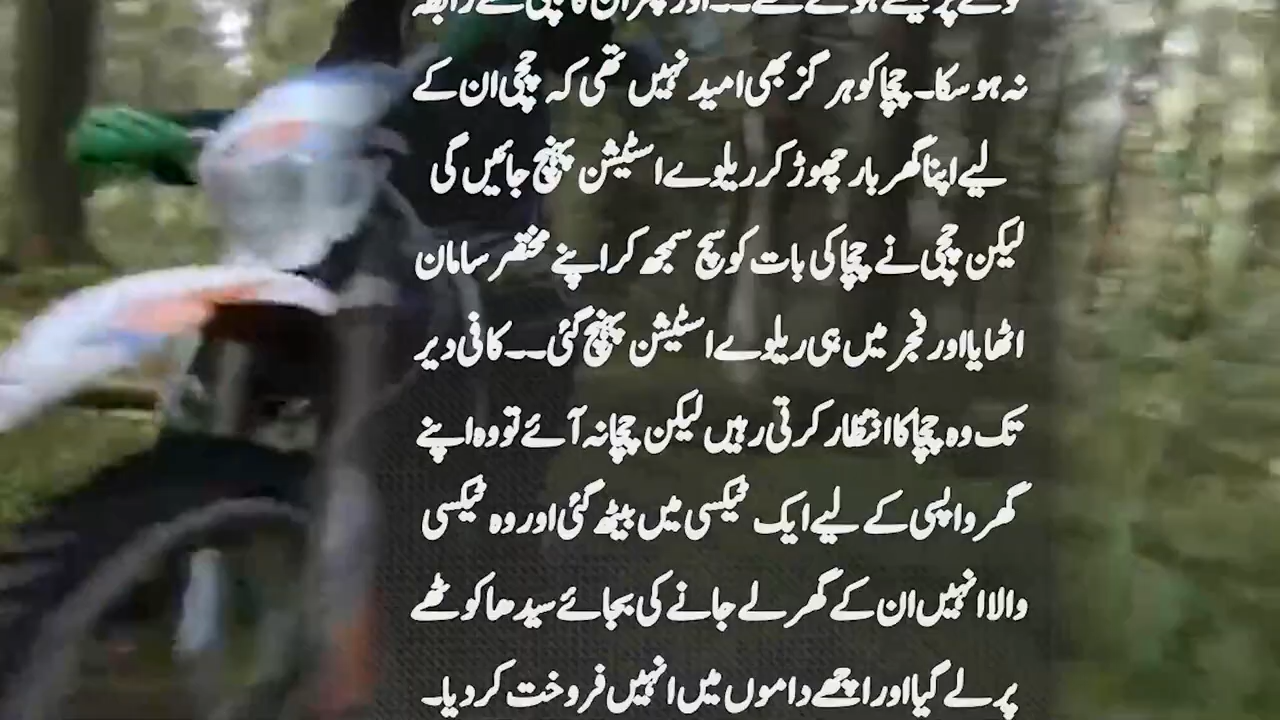 نہ ہو سکا۔ چچا کو ہر گز بھی امید نہیں تھی کہ چچی ان کے
لیے اپنا گھر بار چھوڑ کر ریلوے اسٹیشن پہنچ جائیں گی
لیکن چچی نے چچا کی بات کو سچ سمجھ کر اپنے مختصر سامان
اٹھایا اور فجر میں ہی ریلوے اسٹیشن پہنچ گئی۔۔ کافی دیر
تک وہ چچا کا انتظار کرتی رہیں لیکن چچا نہ آئے تو وہ اپنے
گھر واپسی کے لیے ایک ٹیکسی میں بیٹھ گئی اور وہ ٹیکسی
والا انہیں ان کے گھر لے جانے کی بجائے سیدھا کوٹھے
پر لے گیا اور اچھے داموں میں انہیں فروخت کر دیا۔